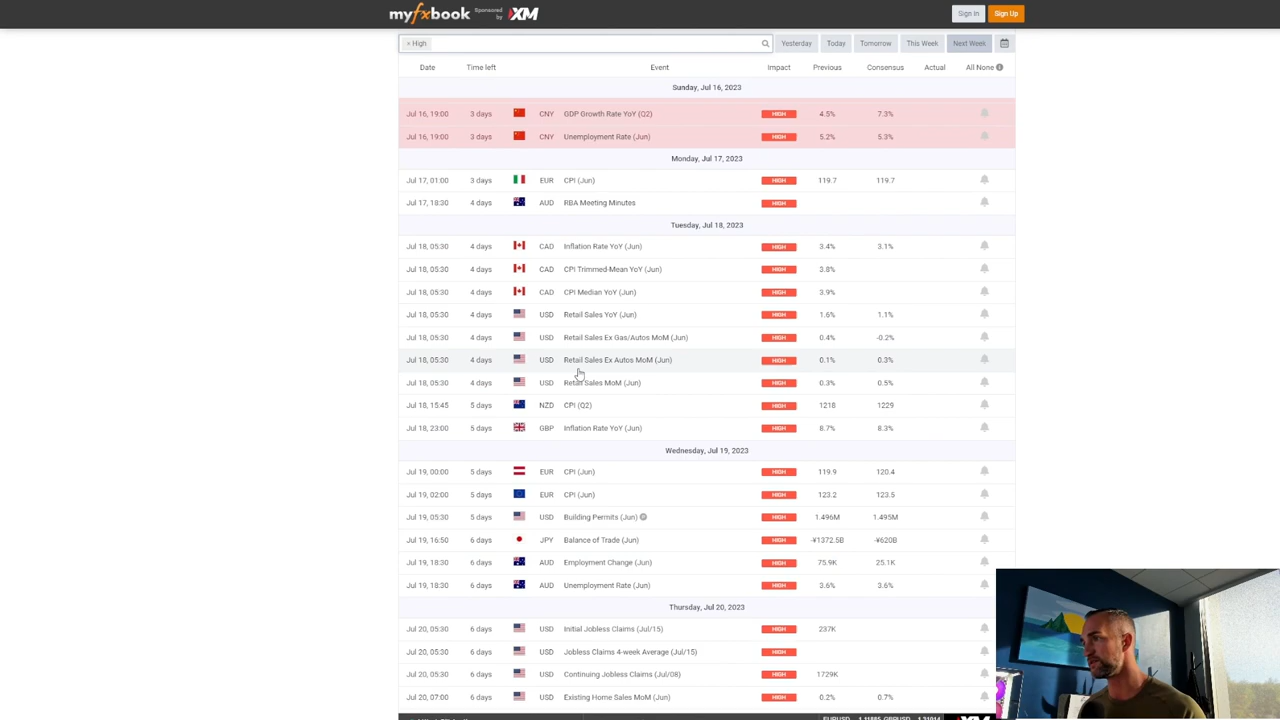 myfxbook Sponsored by XM Sign In Sign Up
× High Yesterday Today Tomorrow This Week Next Week
Date Time left Event Impact Previous Consensus Actual All None
Sunday, Jul 16, 2023
Jul 16, 19:00 3 days CNY GDP Growth Rate YoY (Q2) HIGH 4.5% 7.3%
Jul 16, 19:00 3 days CNY Unemployment Rate (Jun) HIGH 5.2% 5.3%
Monday, Jul 17, 2023
Jul 17, 01:00 3 days EUR CPI (Jun) HIGH 119.7 119.7
Jul 17, 18:30 4 days AUD RBA Meeting Minutes HIGH
Tuesday, Jul 18, 2023
Jul 18, 05:30 4 days CAD Inflation Rate YoY (Jun) HIGH 3.4% 3.1%
Jul 18, 05:30 4 days CAD CPI Trimmed-Mean YoY (Jun) HIGH 3.8%
Jul 18, 05:30 4 days CAD CPI Median YoY (Jun) HIGH 3.9%
Jul 18, 05:30 4 days USD Retail Sales YoY (Jun) HIGH 1.6% 1.1%
Jul 18, 05:30 4 days USD Retail Sales Ex Gas/Autos MoM (Jun) HIGH 0.4% -0.2%
Jul 18, 05:30 4 days USD Retail Sales Ex Autos MoM (Jun) HIGH 0.1% 0.3%
Jul 18, 05:30 4 days USD Retail Sales MoM (Jun) HIGH 0.3% 0.5%
Jul 18, 15:45 5 days NZD CPI (Q2) HIGH 1218 1229
Jul 18, 23:00 5 days GBP Inflation Rate YoY (Jun) HIGH 8.7% 8.3%
Wednesday, Jul 19, 2023
Jul 19, 00:00 5 days EUR CPI (Jun) HIGH 119.9 120.4
Jul 19, 02:00 5 days EUR CPI (Jun) HIGH 123.2 123.5
Jul 19, 05:30 5 days USD Building Permits (Jun) P HIGH 1.496M 1.495M
Jul 19, 16:50 6 days JPY Balance of Trade (Jun) HIGH -¥1372.5B -¥620B
Jul 19, 18:30 6 days AUD Employment Change (Jun) HIGH 75.9K 25.1K
Jul 19, 18:30 6 days AUD Unemployment Rate (Jun) HIGH 3.6% 3.6%
Thursday, Jul 20, 2023
Jul 20, 05:30 6 days USD Initial Jobless Claims (Jul/15) HIGH 237K
Jul 20, 05:30 6 days USD Jobless Claims 4-week Average (Jul/15) HIGH
Jul 20, 05:30 6 days USD Continuing Jobless Claims (Jul/08) HIGH 1729K
Jul 20, 07:00 6 days USD Existing Home Sales MoM (Jun) HIGH 0.2% 0.7%
EURUSD 1.11885 GBPUSD 1.31014 XM